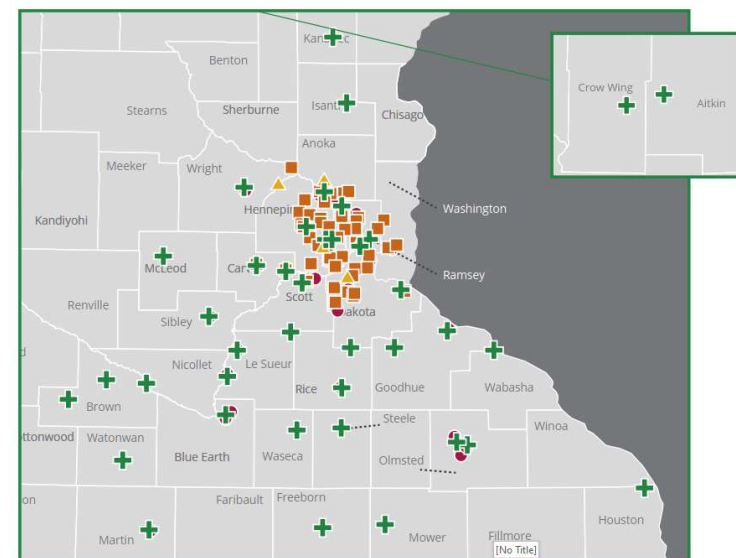 Benton
Crow Wing
Aitkin
Stearns
Sherburne
Chisago
Anoka
Meeker
Wright
Washington
Kandiyohi
McLeod
Ramsey
Scott
Renville
Sibley
Nicollet
Le Sueur
Rice
Goodhue
Wabasha
Brown
Steele
Winoa
Watonwan
Blue Earth
Waseca
Olmsted
Faribault
Freeborn
Houston
Martin
Mower
Fillmore
[No Title]